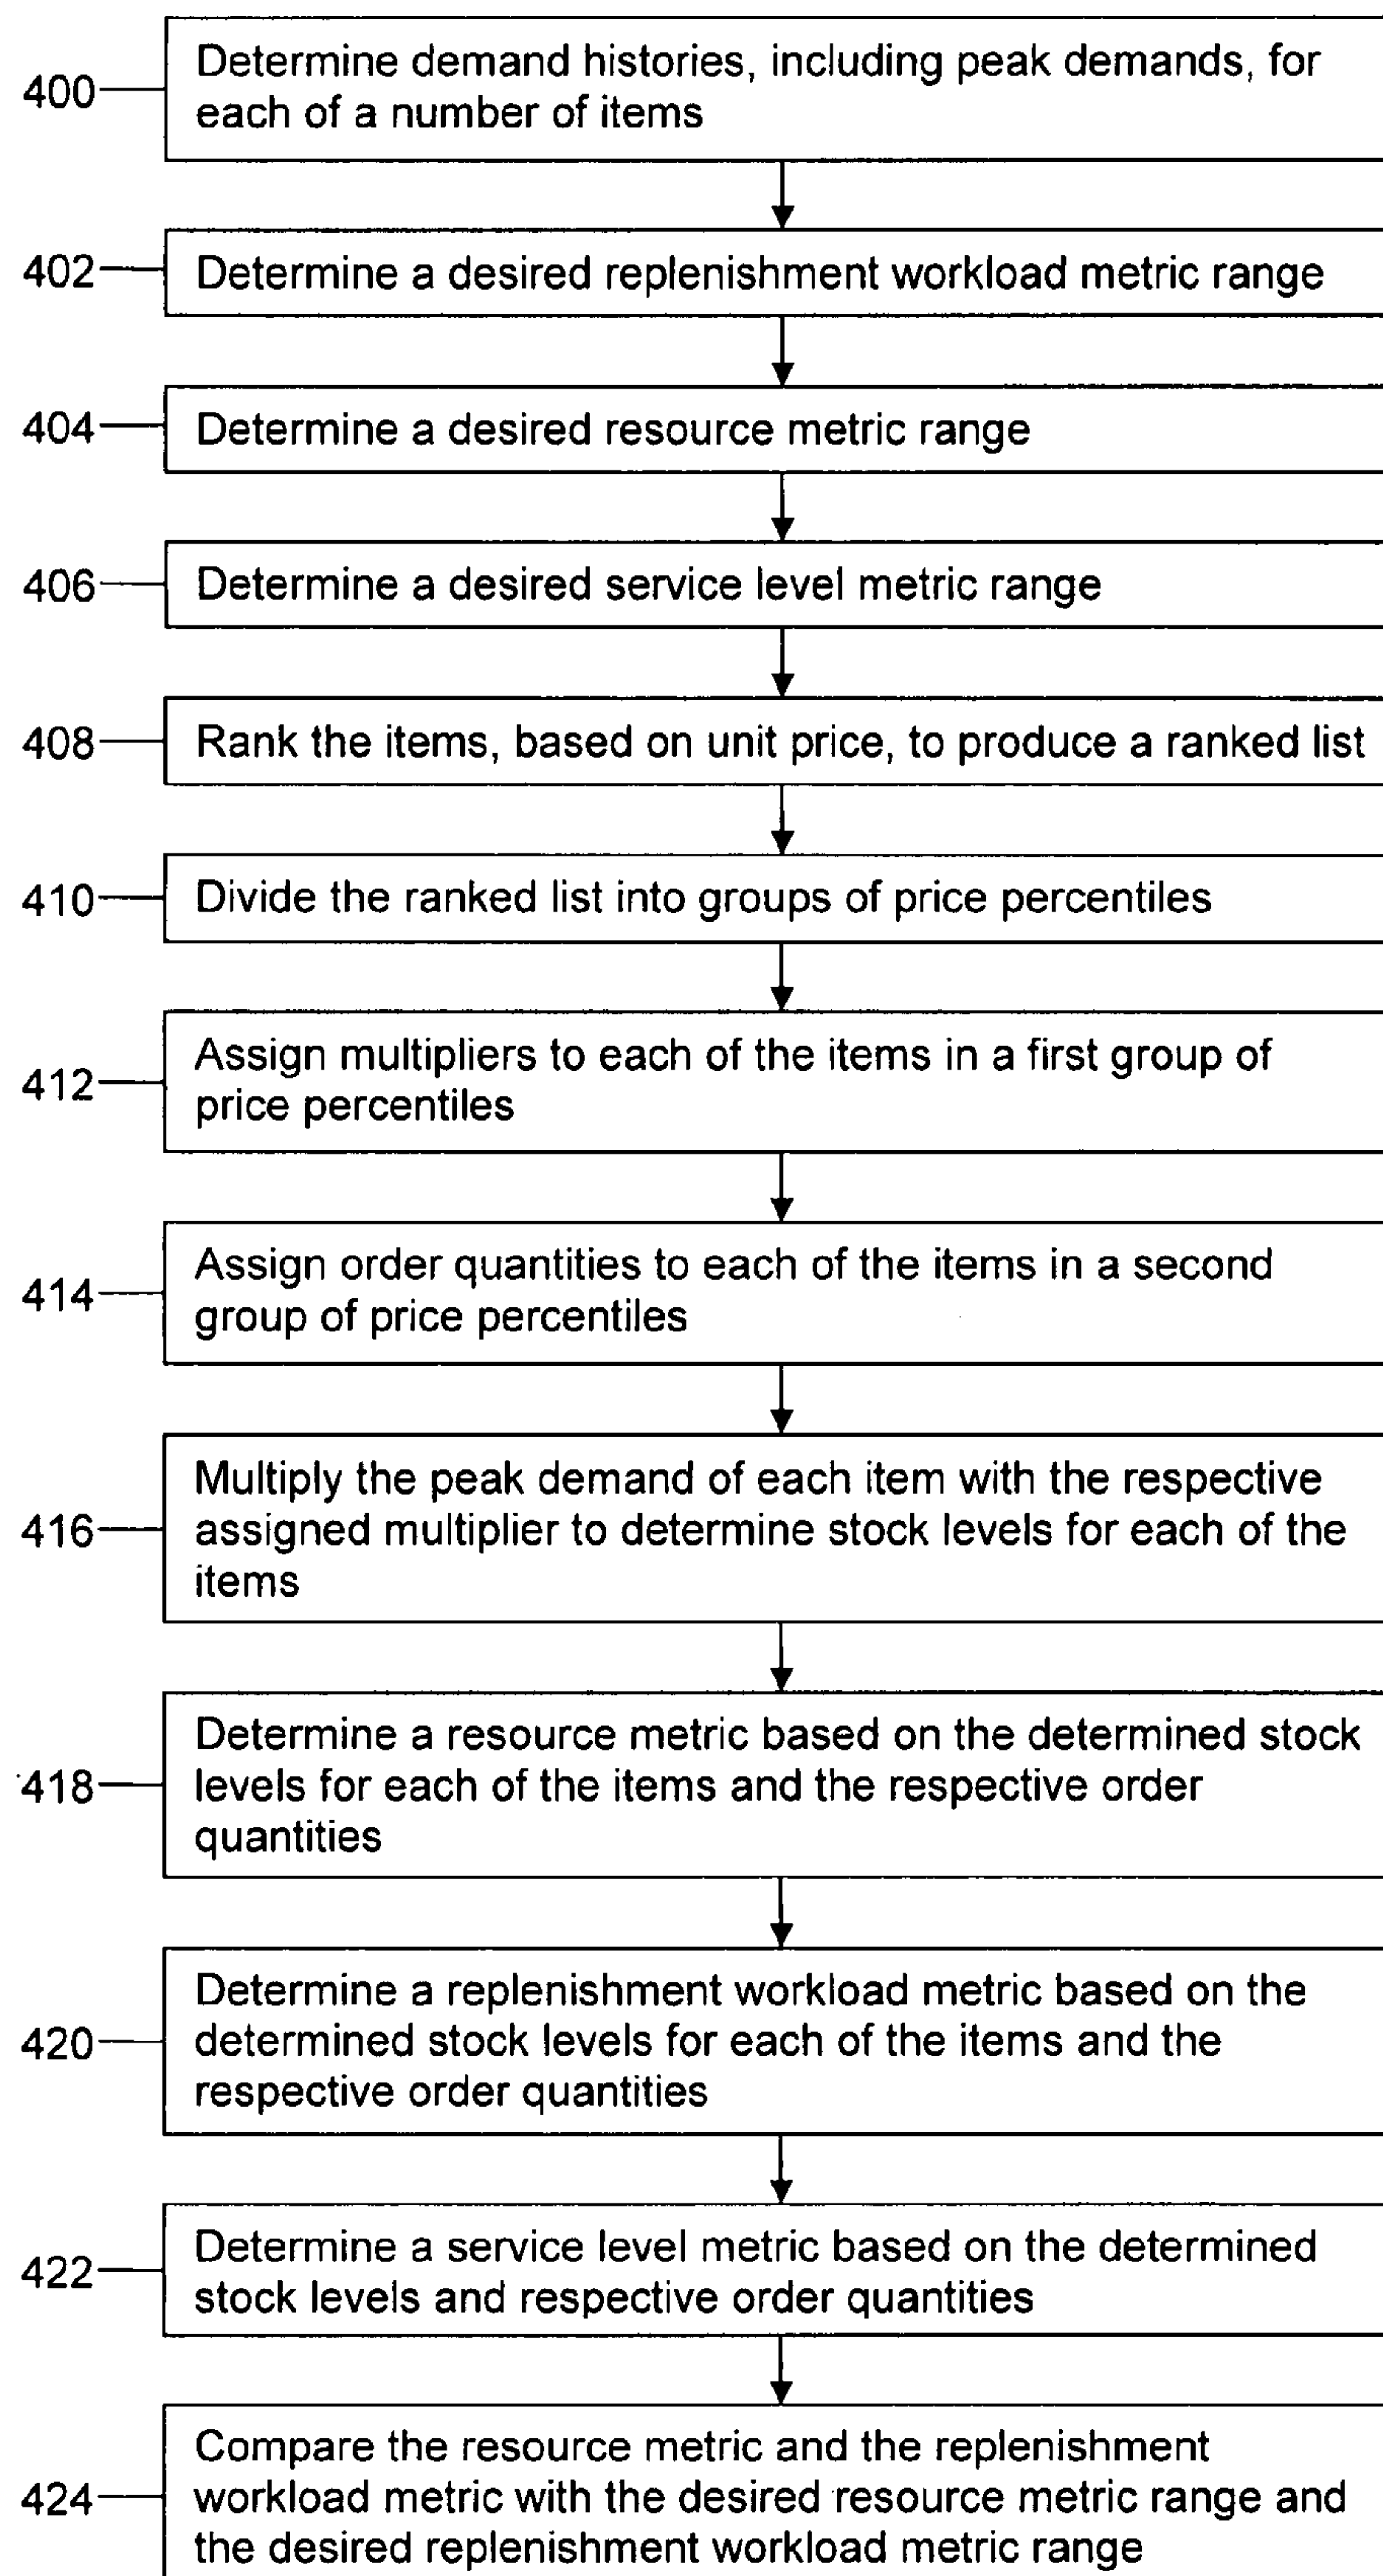 400
Determine demand histories, including peak demands, for
each of a number of items
402
Determine a desired replenishment workload metric range
404
Determine a desired resource metric range
406
Determine a desired service level metric range
408
Rank the items, based on unit price, to produce a ranked list
410
Divide the ranked list into groups of price percentiles
412
Assign multipliers to each of the items in a first group of
price percentiles
414
Assign order quantities to each of the items in a second
group of price percentiles
416
Multiply the peak demand of each item with the respective
assigned multiplier to determine stock levels for each of the
items
418
Determine a resource metric based on the determined stock
levels for each of the items and the respective order
quantities
420
Determine a replenishment workload metric based on the
determined stock levels for each of the items and the
respective order quantities
422
Determine a service level metric based on the determined
stock levels and respective order quantities
424
Compare the resource metric and the replenishment
workload metric with the desired resource metric range and
the desired replenishment workload metric range